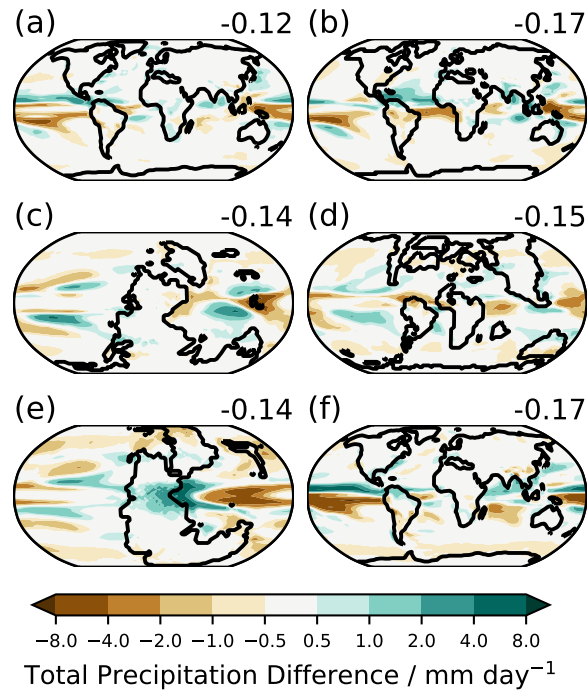 (a) -0.12 (b) -0.17
(c) -0.14 (d) -0.15
(e) -0.14 (f) -0.17
−8.0 −4.0 −2.0 −1.0 −0.5 0.5 1.0 2.0 4.0 8.0
Total Precipitation Difference / mm day⁻¹